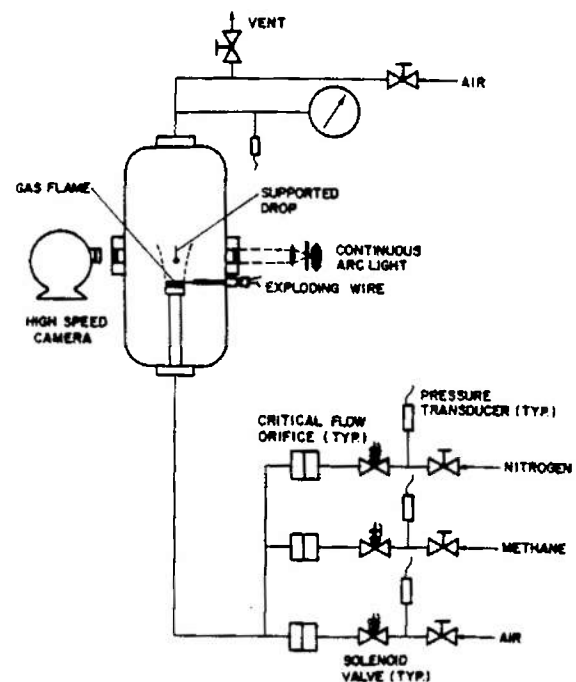 VENT
AIR
GAS FLAME
SUPPORTED
DROP
CONTINUOUS
ARC LIGHT
EXPLODING WIRE
HIGH SPEED
CAMERA
PRESSURE
TRANSDUCER (TYP.)
CRITICAL FLOW
ORIFICE (TYP.)
NITROGEN
METHANE
AIR
SOLENOID
VALVE (TYP.)